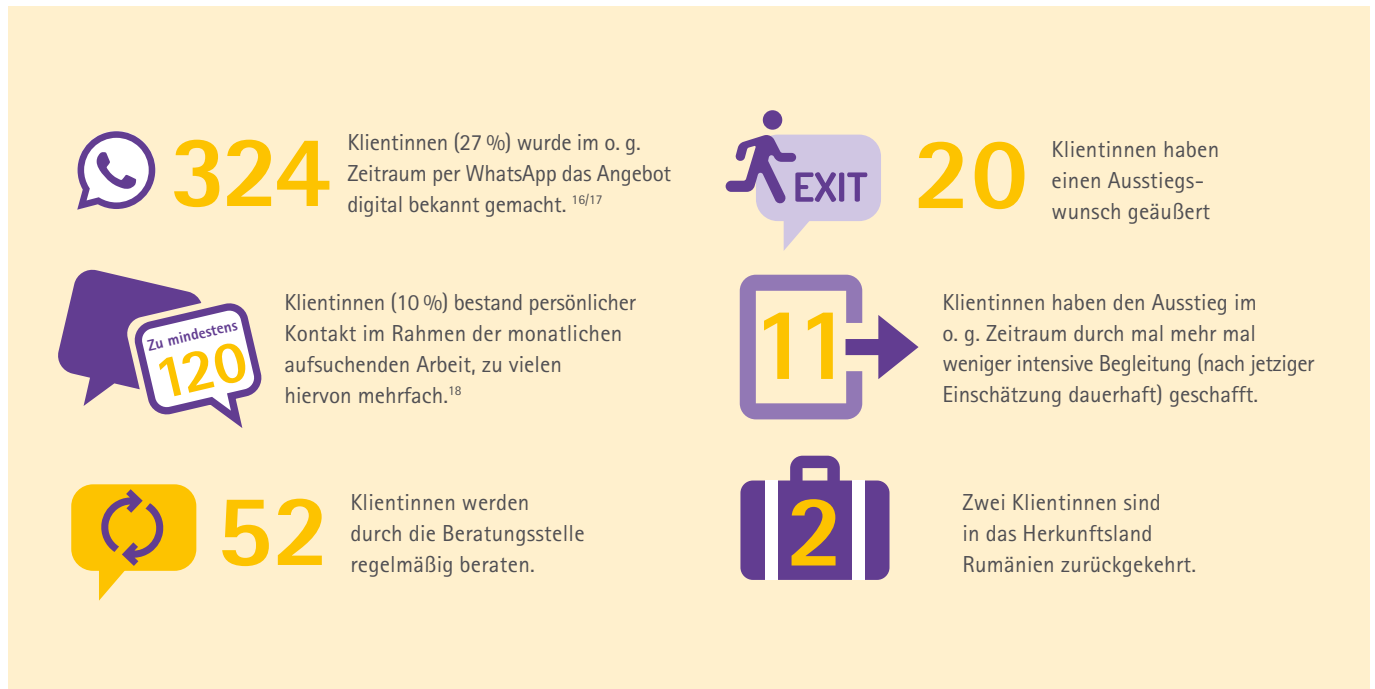 324
Klientinnen (27 %) wurde im o. g.
Zeitraum per WhatsApp das Angebot
digital bekannt gemacht. 16/17
Zu mindestens
120
Klientinnen (10 %) bestand persönlicher
Kontakt im Rahmen der monatlichen
aufsuchenden Arbeit, zu vielen
hiervon mehrfach.18
52
Klientinnen werden
durch die Beratungsstelle
regelmäßig beraten.
EXIT
20
Klientinnen haben
einen Ausstiegs-
wunsch geäußert
11
Klientinnen haben den Ausstieg im
o. g. Zeitraum durch mal mehr mal
weniger intensive Begleitung (nach jetziger
Einschätzung dauerhaft) geschafft.
2
Zwei Klientinnen sind
in das Herkunftsland
Rumänien zurückgekehrt.